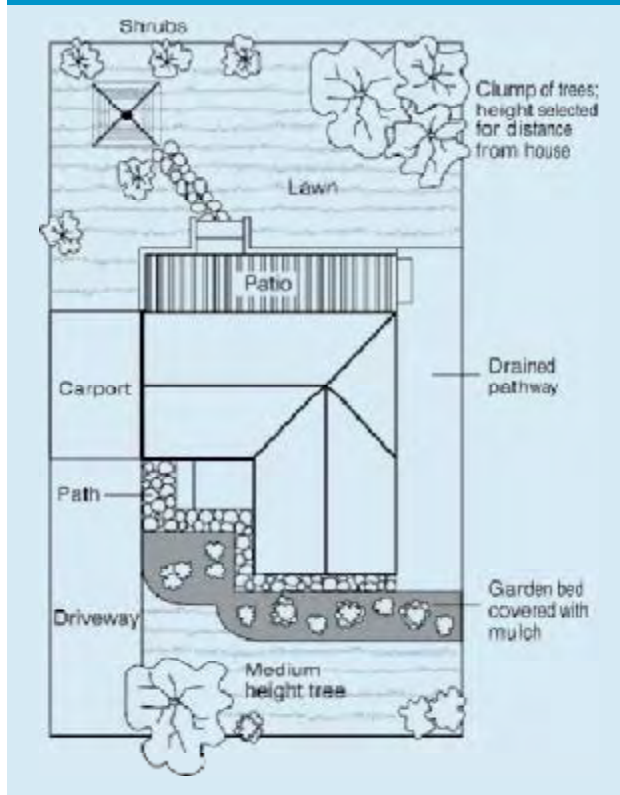 Shrubs
Clump of trees;
height selected
for distance
from house
Lawn
Patio
Carport
Drained
pathway
Path
Garden bed
covered with
mulch
Driveway
Medium
height tree